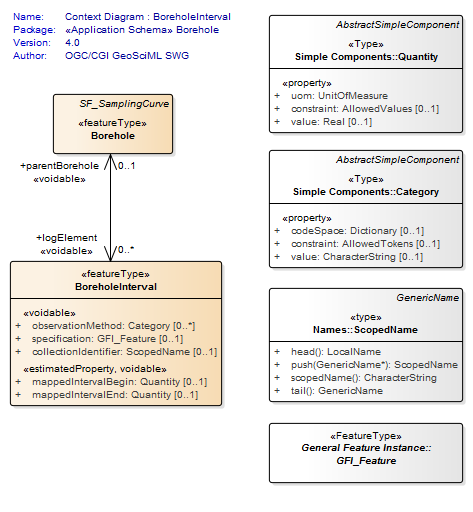 Name: Context Diagram : BoreholeInterval
Package: «Application Schema» Borehole
Version: 4.0
Author: OGC/CGI GeoSciML SWG
SF_SamplingCurve
«featureType»
Borehole
+parentBorehole 0..1
«voidable»
+logElement
«voidable» 0..*
«featureType»
BoreholeInterval
«voidable»
+ observationMethod: Category [0..*]
+ specification: GFI_Feature [0..1]
+ collectionIdentifier: ScopedName [0..1]
«estimatedProperty, voidable»
+ mappedIntervalBegin: Quantity [0..1]
+ mappedIntervalEnd: Quantity [0..1]
AbstractSimpleComponent
«Type»
Simple Components::Quantity
«property»
+ uom: UnitOfMeasure
+ constraint: AllowedValues [0..1]
+ value: Real [0..1]
AbstractSimpleComponent
«Type»
Simple Components::Category
«property»
+ codeSpace: Dictionary [0..1]
+ constraint: AllowedTokens [0..1]
+ value: CharacterString [0..1]
GenericName
«type»
Names::ScopedName
+ head(): LocalName
+ push(GenericName*): ScopedName
+ scopedName(): CharacterString
+ tail(): GenericName
«FeatureType»
General Feature Instance::
GFI_Feature